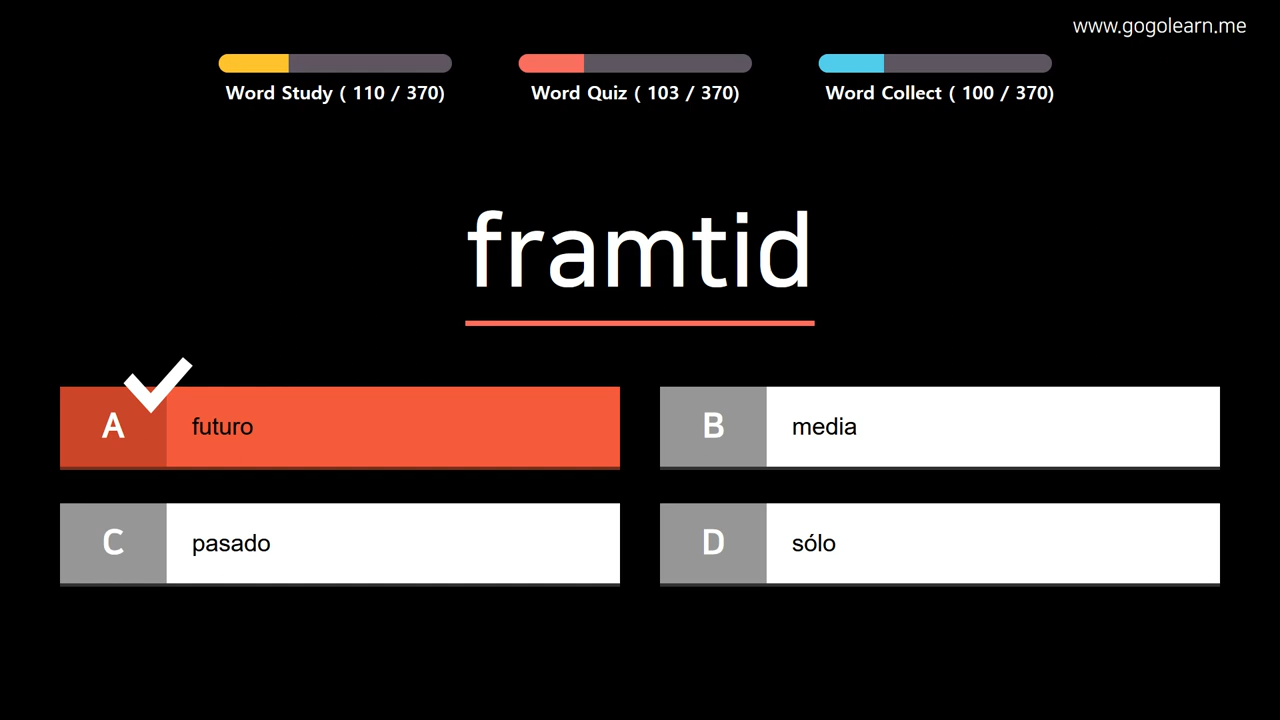 www.gogolearn.me
Word Study ( 110 / 370)
Word Quiz ( 103 / 370)
Word Collect ( 100 / 370)
framtid
A futuro
B media
C pasado
D sólo